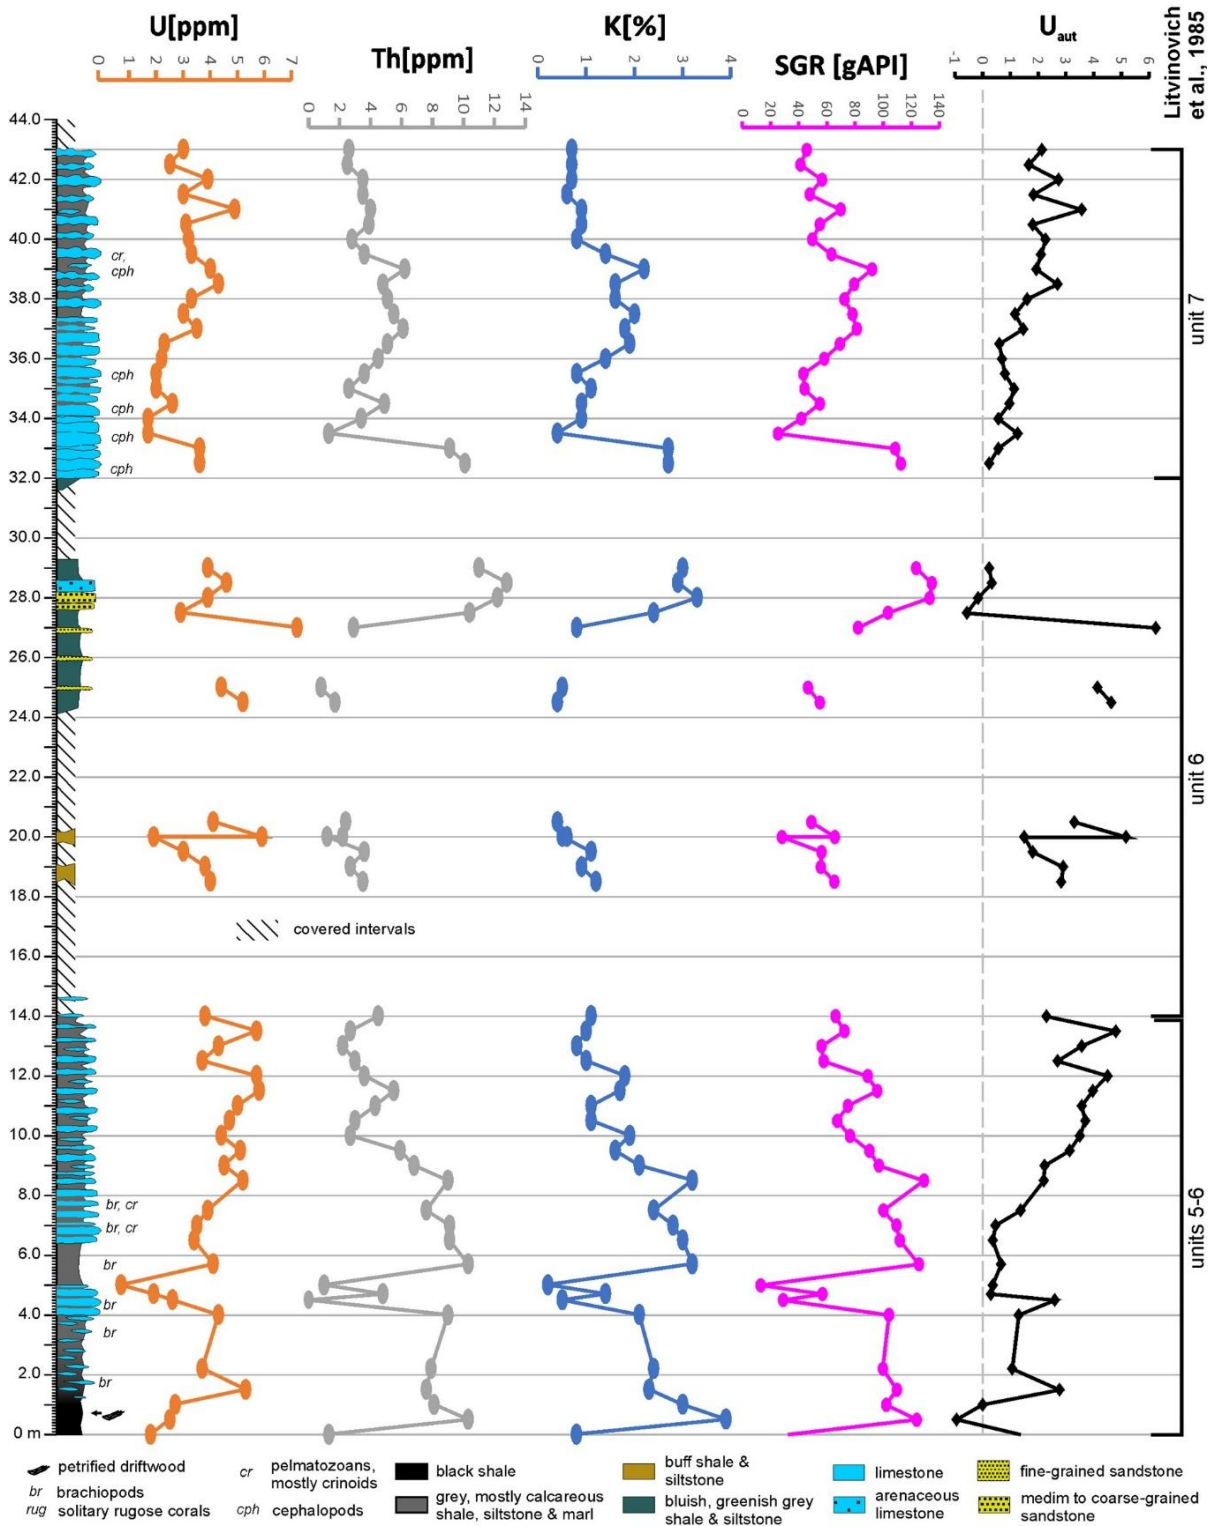 U[ppm]
0 1 2 3 4 5 6 7
Th[ppm]
0 2 4 6 8 10 12 14
K[%]
0 1 2 3 4
SGR [gAPI]
0 20 40 60 80 100 120 140
U aut
-1 0 1 2 3 4 5 6
Litvinovich
et al., 1985
44.0
42.0
40.0
cr,
cph
38.0
36.0
cph
34.0
cph
cph
cph
32.0
unit 7
30.0
28.0
26.0
24.0
22.0
20.0
18.0
covered intervals
16.0
unit 6
14.0
12.0
10.0
8.0
br, cr
br, cr
6.0
br
br
4.0
br
2.0
br
0 m
units 5-6
petrified driftwood
br brachiopods
rug solitary rugose corals
cr pelmatozoans,
mostly crinoids
cph cephalopods
black shale
grey, mostly calcareous
shale, siltstone & marl
buff shale &
siltstone
bluish, greenish grey
shale & siltstone
limestone
arenaceous
limestone
fine-grained sandstone
medim to coarse-grained
sandstone